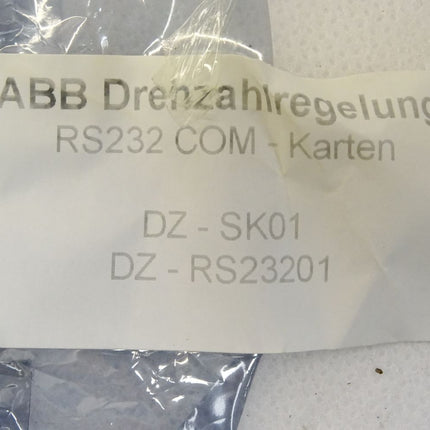 ABB Drehzahlregelung
RS232 COM - Karten
DZ - SK01
DZ - RS23201